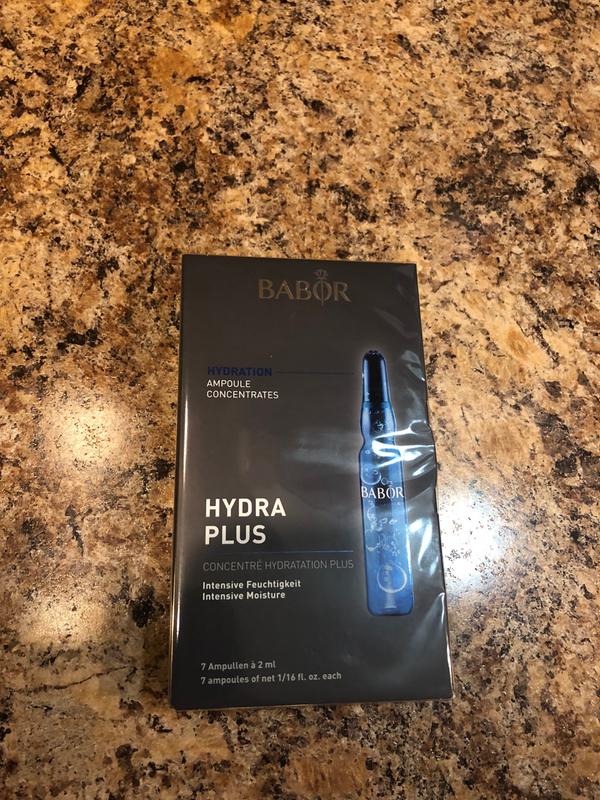 BABOR
HYDRATION
AMPOULE
CONCENTRATES
BABOR
HYDRA
PLUS
CONCENTRÉ HYDRATATION PLUS
Intensive Feuchtigkeit
Intensive Moisture
7 Ampullen à 2 ml
7 ampoules of net 1/16 fl. oz. each